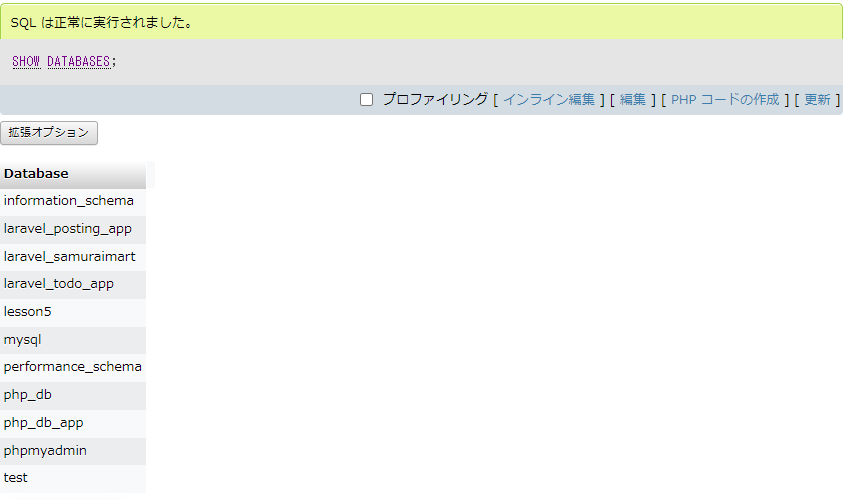 SQL は正常に実行されました。
SHOW DATABASES;
プロファイリング [ インライン編集 ] [ 編集 ] [ PHP コードの作成 ] [ 更新 ]
拡張オプション
Database
information_schema
laravel_posting_app
laravel_samuraimart
laravel_todo_app
lesson5
mysql
performance_schema
php_db
php_db_app
phpmyadmin
test